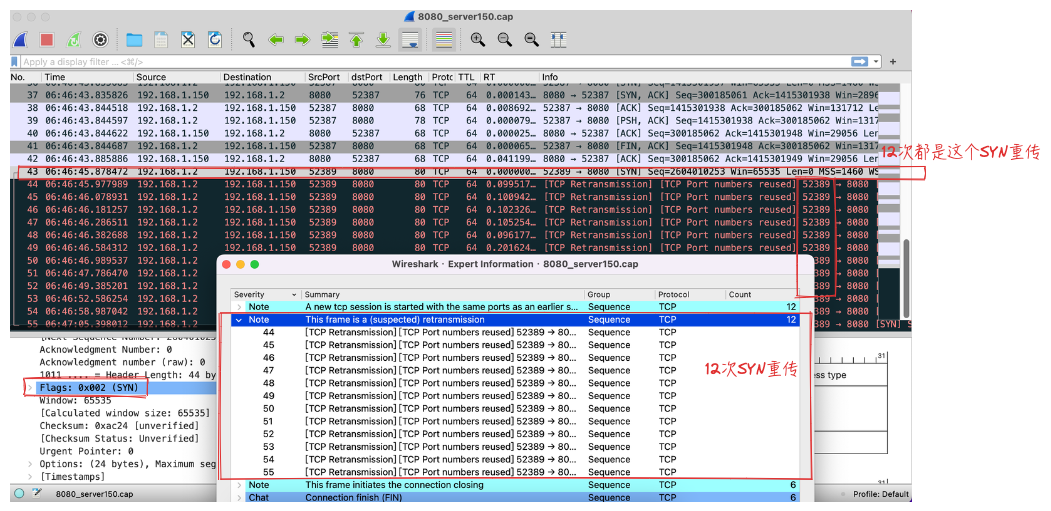 8080_server150.cap
Apply a display filter ... <⌘/>
No. Time Source Destination SrcPort dstPort Length Protc TTL RT Info
37 06:46:43.835826 192.168.1.150 192.168.1.2 8080 52387 76 TCP 64 0.000143… 8080 → 52387 [SYN, ACK] Seq=300185061 Ack=1415301938 Win=2896
38 06:46:43.844518 192.168.1.2 192.168.1.150 52387 8080 68 TCP 64 0.008692… 52387 → 8080 [ACK] Seq=1415301938 Ack=300185062 Win=131712 Le
39 06:46:43.844597 192.168.1.2 192.168.1.150 52387 8080 78 TCP 64 0.000079… 52387 → 8080 [PSH, ACK] Seq=1415301938 Ack=300185062 Win=1317
40 06:46:43.844622 192.168.1.150 192.168.1.2 8080 52387 68 TCP 64 0.000025… 8080 → 52387 [ACK] Seq=300185062 Ack=1415301948 Win=29056 Len
41 06:46:43.844687 192.168.1.2 192.168.1.150 52387 8080 68 TCP 64 0.000065… 52387 → 8080 [FIN, ACK] Seq=1415301948 Ack=300185062 Win=1317
42 06:46:43.885886 192.168.1.150 192.168.1.2 8080 52387 68 TCP 64 0.041199… 8080 → 52387 [ACK] Seq=300185062 Ack=1415301949 Win=29056 Len
12次都是这个SYN重传
43 06:46:45.878472 192.168.1.2 192.168.1.150 52389 8080 80 TCP 64 0.000000… 52389 → 8080 [SYN] Seq=2604010253 Win=65535 Len=0 MSS=1460 WS
44 06:46:45.977989 192.168.1.2 192.168.1.150 52389 8080 80 TCP 64 0.099517… [TCP Retransmission] [TCP Port numbers reused] 52389 → 8080
45 06:46:46.078931 192.168.1.2 192.168.1.150 52389 8080 80 TCP 64 0.100942… [TCP Retransmission] [TCP Port numbers reused] 52389 → 8080
46 06:46:46.181257 192.168.1.2 192.168.1.150 52389 8080 80 TCP 64 0.102326… [TCP Retransmission] [TCP Port numbers reused] 52389 → 8080
47 06:46:46.286511 192.168.1.2 192.168.1.150 52389 8080 80 TCP 64 0.105254… [TCP Retransmission] [TCP Port numbers reused] 52389 → 8080
48 06:46:46.382688 192.168.1.2 192.168.1.150 52389 8080 80 TCP 64 0.096177… [TCP Retransmission] [TCP Port numbers reused] 52389 → 8080
49 06:46:46.584312 192.168.1.2 192.168.1.150 52389 8080 80 TCP 64 0.201624… [TCP Retransmission] [TCP Port numbers reused] 52389 → 8080
50 06:46:46.989537 192.168.1.2 389 → 8080
51 06:46:47.786470 192.168.1.2 389 → 8080
52 06:46:49.385201 192.168.1.2 389 → 8080
53 06:46:52.586254 192.168.1.2 389 → 8080
54 06:46:58.987042 192.168.1.2 389 → 8080
55 06:47:05.398012 192.168.1.2 389 → 8080 [SYN] S
Wireshark · Expert Information · 8080_server150.cap
Severity Summary Group Protocol Count
Note A new tcp session is started with the same ports as an earlier s... Sequence TCP 12
Note This frame is a (suspected) retransmission Sequence TCP 12
44 [TCP Retransmission] [TCP Port numbers reused] 52389 → 80... Sequence TCP
45 [TCP Retransmission] [TCP Port numbers reused] 52389 → 80... Sequence TCP
46 [TCP Retransmission] [TCP Port numbers reused] 52389 → 80... Sequence TCP
47 [TCP Retransmission] [TCP Port numbers reused] 52389 → 80... Sequence TCP
48 [TCP Retransmission] [TCP Port numbers reused] 52389 → 80... Sequence TCP
49 [TCP Retransmission] [TCP Port numbers reused] 52389 → 80... Sequence TCP
50 [TCP Retransmission] [TCP Port numbers reused] 52389 → 80... Sequence TCP
51 [TCP Retransmission] [TCP Port numbers reused] 52389 → 80... Sequence TCP
52 [TCP Retransmission] [TCP Port numbers reused] 52389 → 80... Sequence TCP
53 [TCP Retransmission] [TCP Port numbers reused] 52389 → 80... Sequence TCP
54 [TCP Retransmission] [TCP Port numbers reused] 52389 → 80... Sequence TCP
55 [TCP Retransmission] [TCP Port numbers reused] 52389 → 80... Sequence TCP
12次SYN重传
Note This frame initiates the connection closing Sequence TCP 6
Chat Connection finish (FIN) Sequence TCP 6
Acknowledgment Number: 0
Acknowledgment number (raw): 0
1011 .... = Header Length: 44 by
Flags: 0x002 (SYN)
Window: 65535
[Calculated window size: 65535]
Checksum: 0xac24 [unverified]
[Checksum Status: Unverified]
Urgent Pointer: 0
Options: (24 bytes), Maximum seg
[Timestamps]
31
ess type
31
8080_server150.cap
Profile: Default